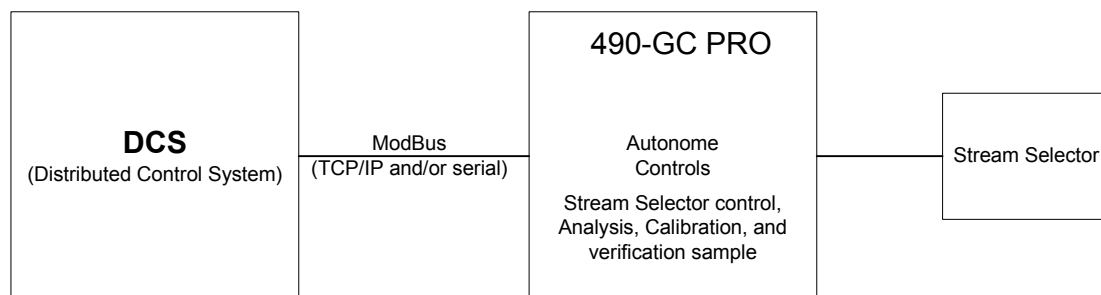 DCS
(Distributed Control System)
ModBus
(TCP/IP and/or serial)
490-GC PRO
Autonome
Controls
Stream Selector control,
Analysis, Calibration, and
verification sample
Stream Selector